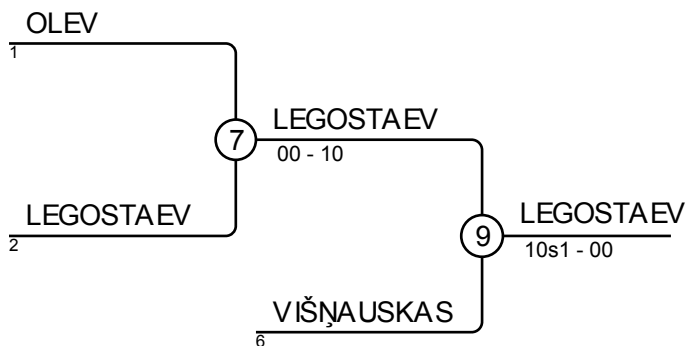 OLEV
1
7
LEGOSTAEV
00 - 10
LEGOSTAEV
2
9
LEGOSTAEV
10s1 - 00
VIŠŅAUSKAS
6